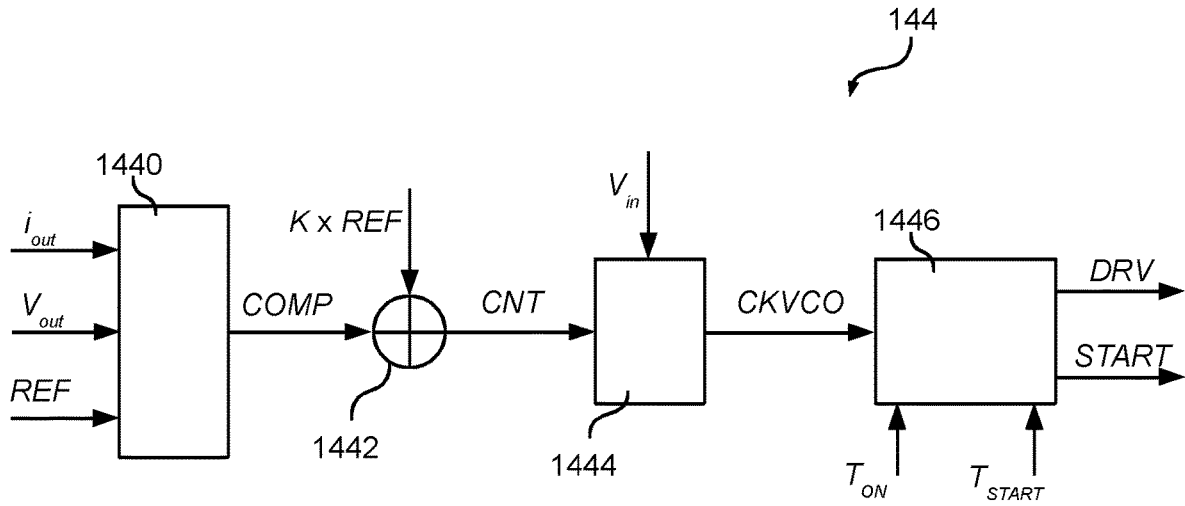 144
1440
i_out
V_out
REF
COMP
K x REF
1442
CNT
V_in
1444
CKVCO
1446
DRV
START
T_ON
T_START